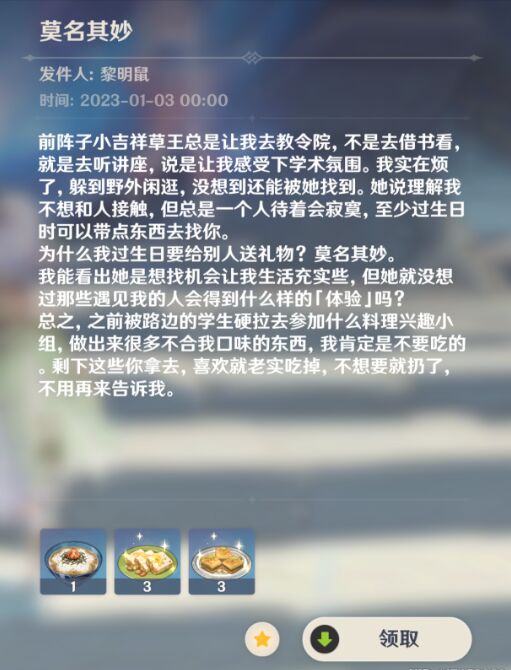 莫名其妙
发件人: 黎明鼠
时间: 2023-01-03 00:00
前阵子小吉祥草王总是让我去教令院, 不是去借书看,
就是去听讲座, 说是让我感受下学术氛围。我实在烦
了, 躲到野外闲逛, 没想到还能被她找到。她说理解我
不想和人接触, 但总是一个人待着会寂寞, 至少过生日
时可以带点东西去找你。
为什么我过生日要给别人送礼物? 莫名其妙。
我能看出她是想找机会让我生活充实些, 但她就没想
过那些遇见我的人会得到什么样的「体验」吗?
总之, 之前被路边的学生硬拉去参加什么料理兴趣小
组, 做出来很多不合我口味的东西, 我肯定是不要吃的
。剩下这些你拿去, 喜欢就老实吃掉, 不想要就扔了,
不用再来告诉我。
1
3
3
领取